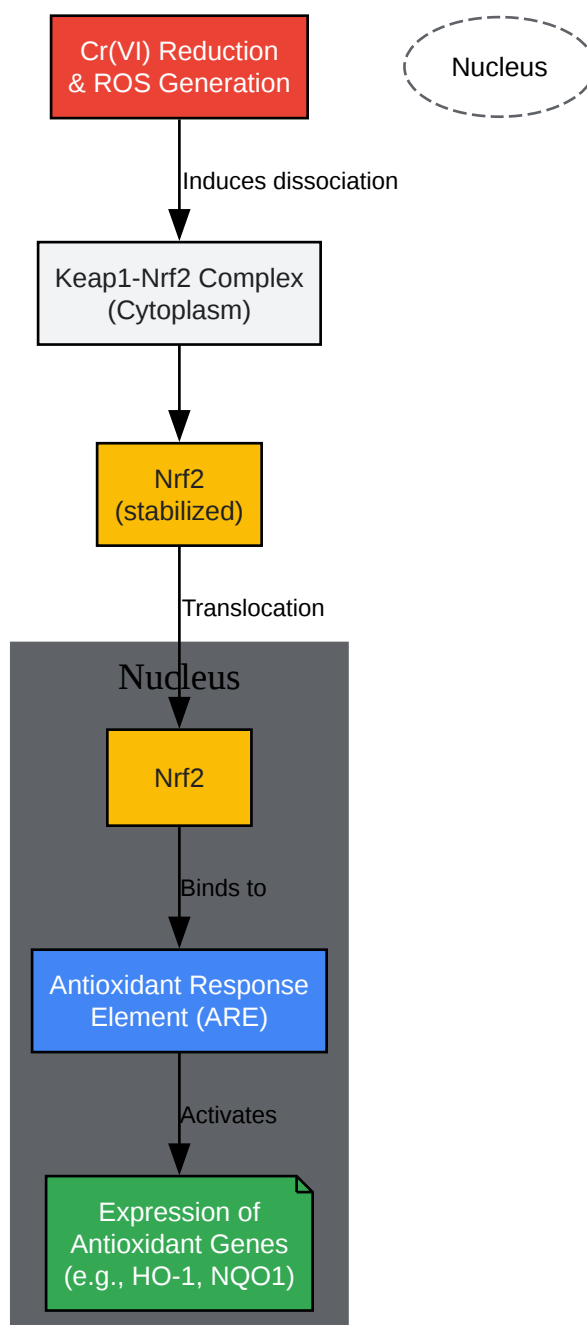 Cr(VI) Reduction
& ROS Generation
Nucleus
Induces dissociation
Keap1-Nrf2 Complex
(Cytoplasm)
Nrf2
(stabilized)
Translocation
Nucleus
Nrf2
Binds to
Antioxidant Response
Element (ARE)
Activates
Expression of
Antioxidant Genes
(e.g., HO-1, NQO1)